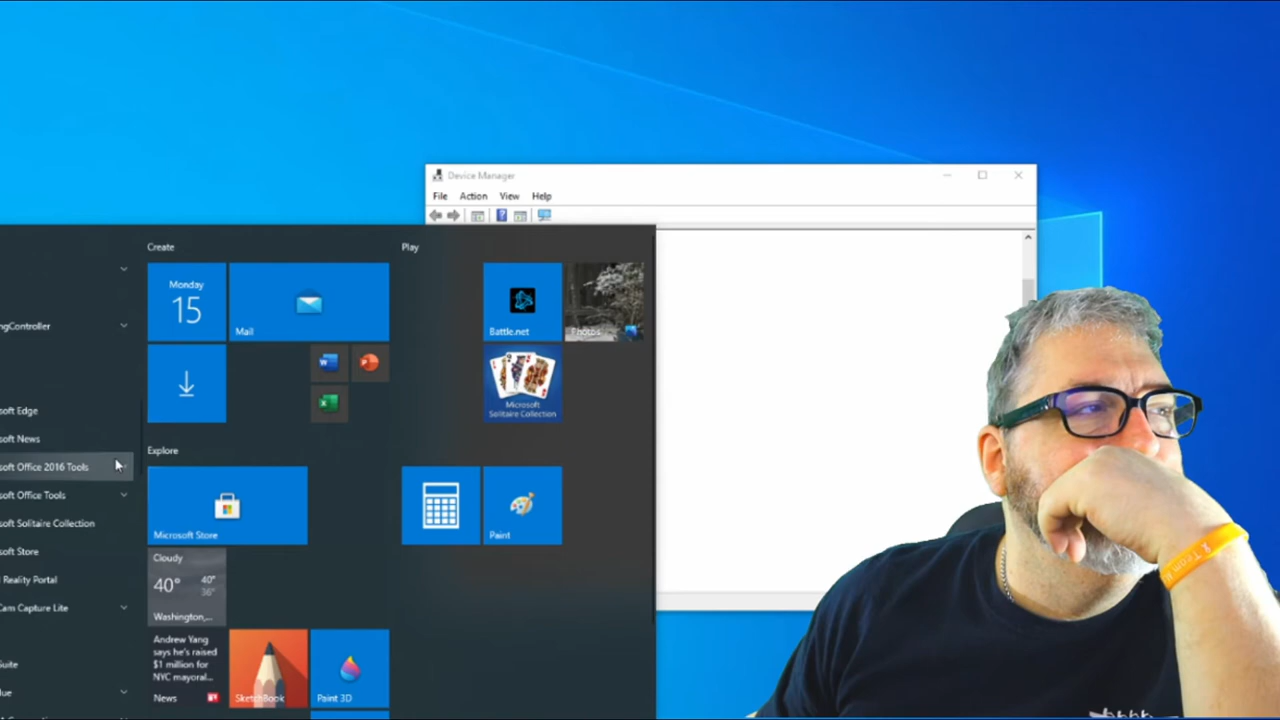 Device Manager
File Action View Help
Create
Play
Monday
15
Mail
Battle.net
Photos
ngController
Microsoft
Solitaire Collection
soft Edge
soft News
soft Office 2016 Tools
soft Office Tools
soft Solitaire Collection
soft Store
Reality Portal
Cam Capture Lite
Explore
Microsoft Store
Paint
Cloudy
40° 40°
36°
Washington,...
Andrew Yang
says he's raised
$1 million for
NYC mayoral...
News
SketchBook
Paint 3D